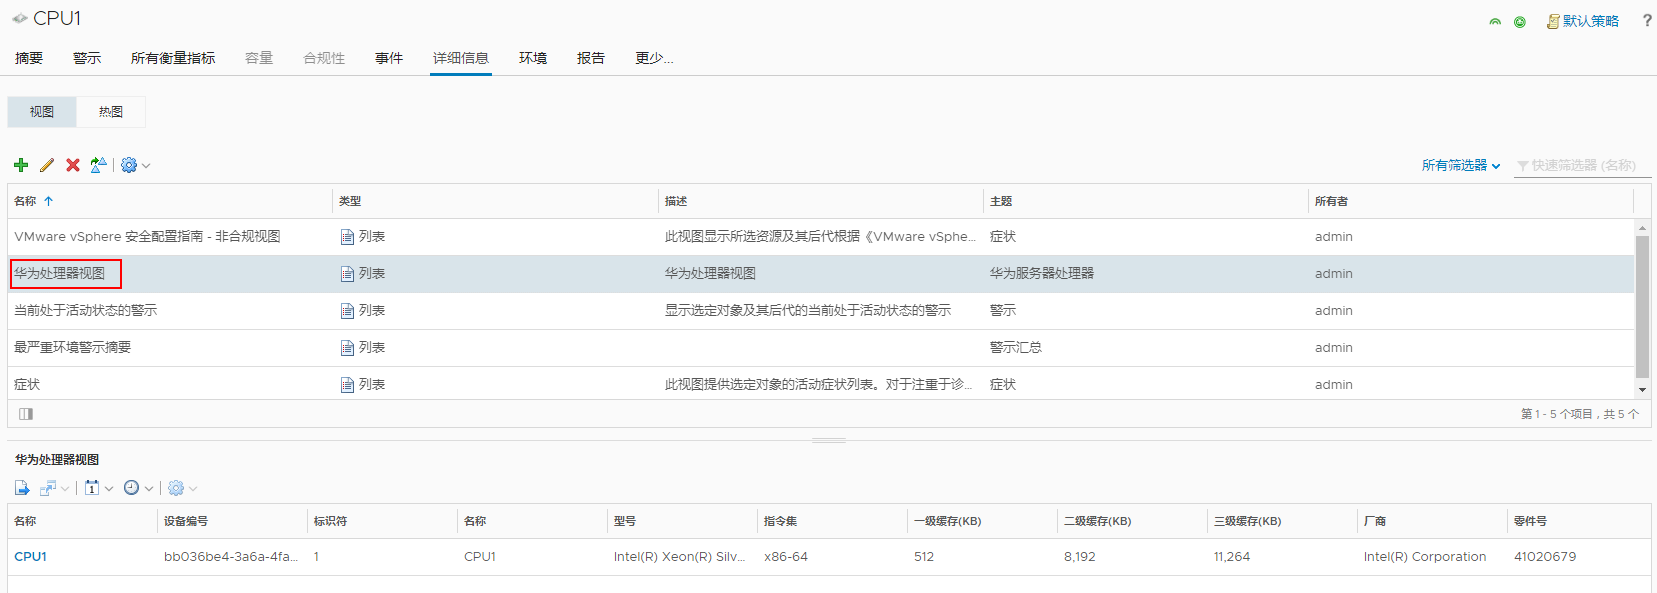 CPU1
默认策略 ?
摘要 警示 所有衡量指标 容量 合规性 事件 详细信息 环境 报告 更少...
视图 热图
所有筛选器 快速筛选器 (名称)
名称 类型 描述 主题 所有者
VMware vSphere 安全配置指南 - 非合规视图 列表 此视图显示所选资源及其后代根据《VMware vSphe... 症状 admin
华为处理器视图 列表 华为处理器视图 华为服务器处理器 admin
当前处于活动状态的警示 列表 显示选定对象及其后代的当前处于活动状态的警示 警示 admin
最严重环境警示摘要 列表 警示汇总 admin
症状 列表 此视图提供选定对象的活动症状列表。对于注重于诊... 症状 admin
第 1 - 5 个项目，共 5 个
华为处理器视图
1
名称 设备编号 标识符 名称 型号 指令集 一级缓存(KB) 二级缓存(KB) 三级缓存(KB) 厂商 零件号
CPU1 bb036be4-3a6a-4fa... 1 CPU1 Intel(R) Xeon(R) Silv... x86-64 512 8,192 11,264 Intel(R) Corporation 41020679